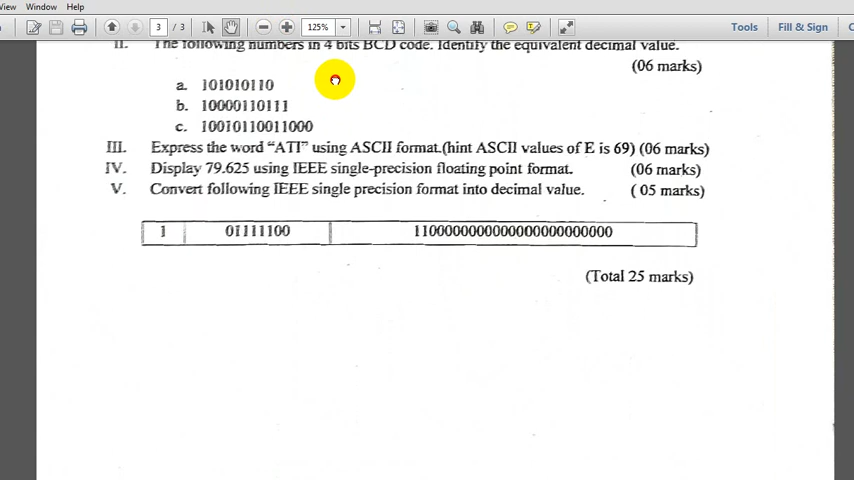 View Window Help
3 / 3 125% Tools Fill & Sign
II. The following numbers in 4 bits BCD code. Identify the equivalent decimal value.
(06 marks)
a. 101010110
b. 10000110111
c. 10010110011000
III. Express the word “ATI” using ASCII format.(hint ASCII values of E is 69) (06 marks)
IV. Display 79.625 using IEEE single-precision floating point format. (06 marks)
V. Convert following IEEE single precision format into decimal value. ( 05 marks)
1 01111100 11000000000000000000000
(Total 25 marks)